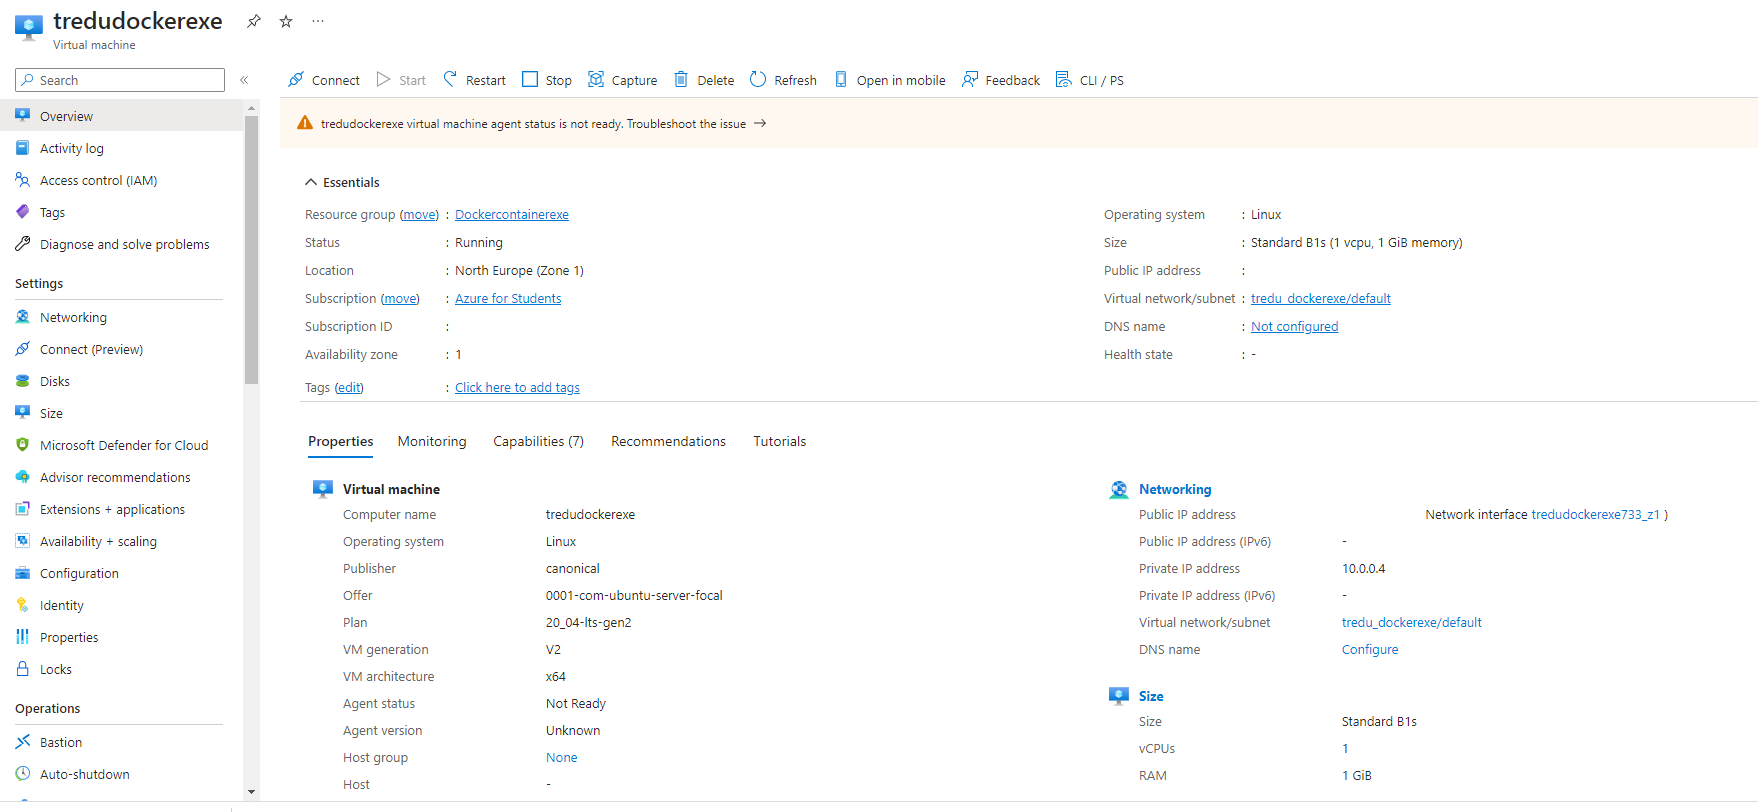 tredudockerexe
Virtual machine
Search
Connect Start Restart Stop Capture Delete Refresh Open in mobile Feedback CLI / PS
Overview
Activity log
Access control (IAM)
Tags
Diagnose and solve problems
Settings
Networking
Connect (Preview)
Disks
Size
Microsoft Defender for Cloud
Advisor recommendations
Extensions + applications
Availability + scaling
Configuration
Identity
Properties
Locks
Operations
Bastion
Auto-shutdown
tredudockerexe virtual machine agent status is not ready. Troubleshoot the issue →
Essentials
Resource group (move) : Dockercontainerexe
Status : Running
Location : North Europe (Zone 1)
Subscription (move) : Azure for Students
Subscription ID :
Availability zone : 1
Tags (edit) : Click here to add tags
Operating system : Linux
Size : Standard B1s (1 vcpu, 1 GiB memory)
Public IP address :
Virtual network/subnet : tredu_dockerexe/default
DNS name : Not configured
Health state : -
Properties Monitoring Capabilities (7) Recommendations Tutorials
Virtual machine
Computer name tredudockerexe
Operating system Linux
Publisher canonical
Offer 0001-com-ubuntu-server-focal
Plan 20_04-lts-gen2
VM generation V2
VM architecture x64
Agent status Not Ready
Agent version Unknown
Host group None
Host -
Networking
Public IP address Network interface tredudockerexe733_z1 )
Public IP address (IPv6) -
Private IP address 10.0.0.4
Private IP address (IPv6) -
Virtual network/subnet tredu_dockerexe/default
DNS name Configure
Size
Size Standard B1s
vCPUs 1
RAM 1 GiB